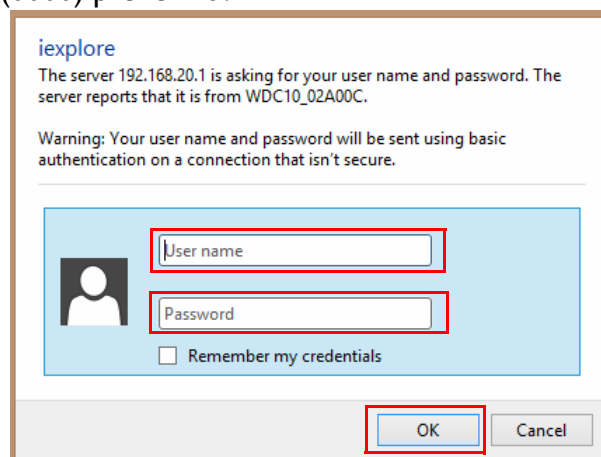 iexplore
The server 192.168.20.1 is asking for your user name and password. The
server reports that it is from WDC10_02A00C.
Warning: Your user name and password will be sent using basic
authentication on a connection that isn't secure.
User name
Password
Remember my credentials
OK Cancel